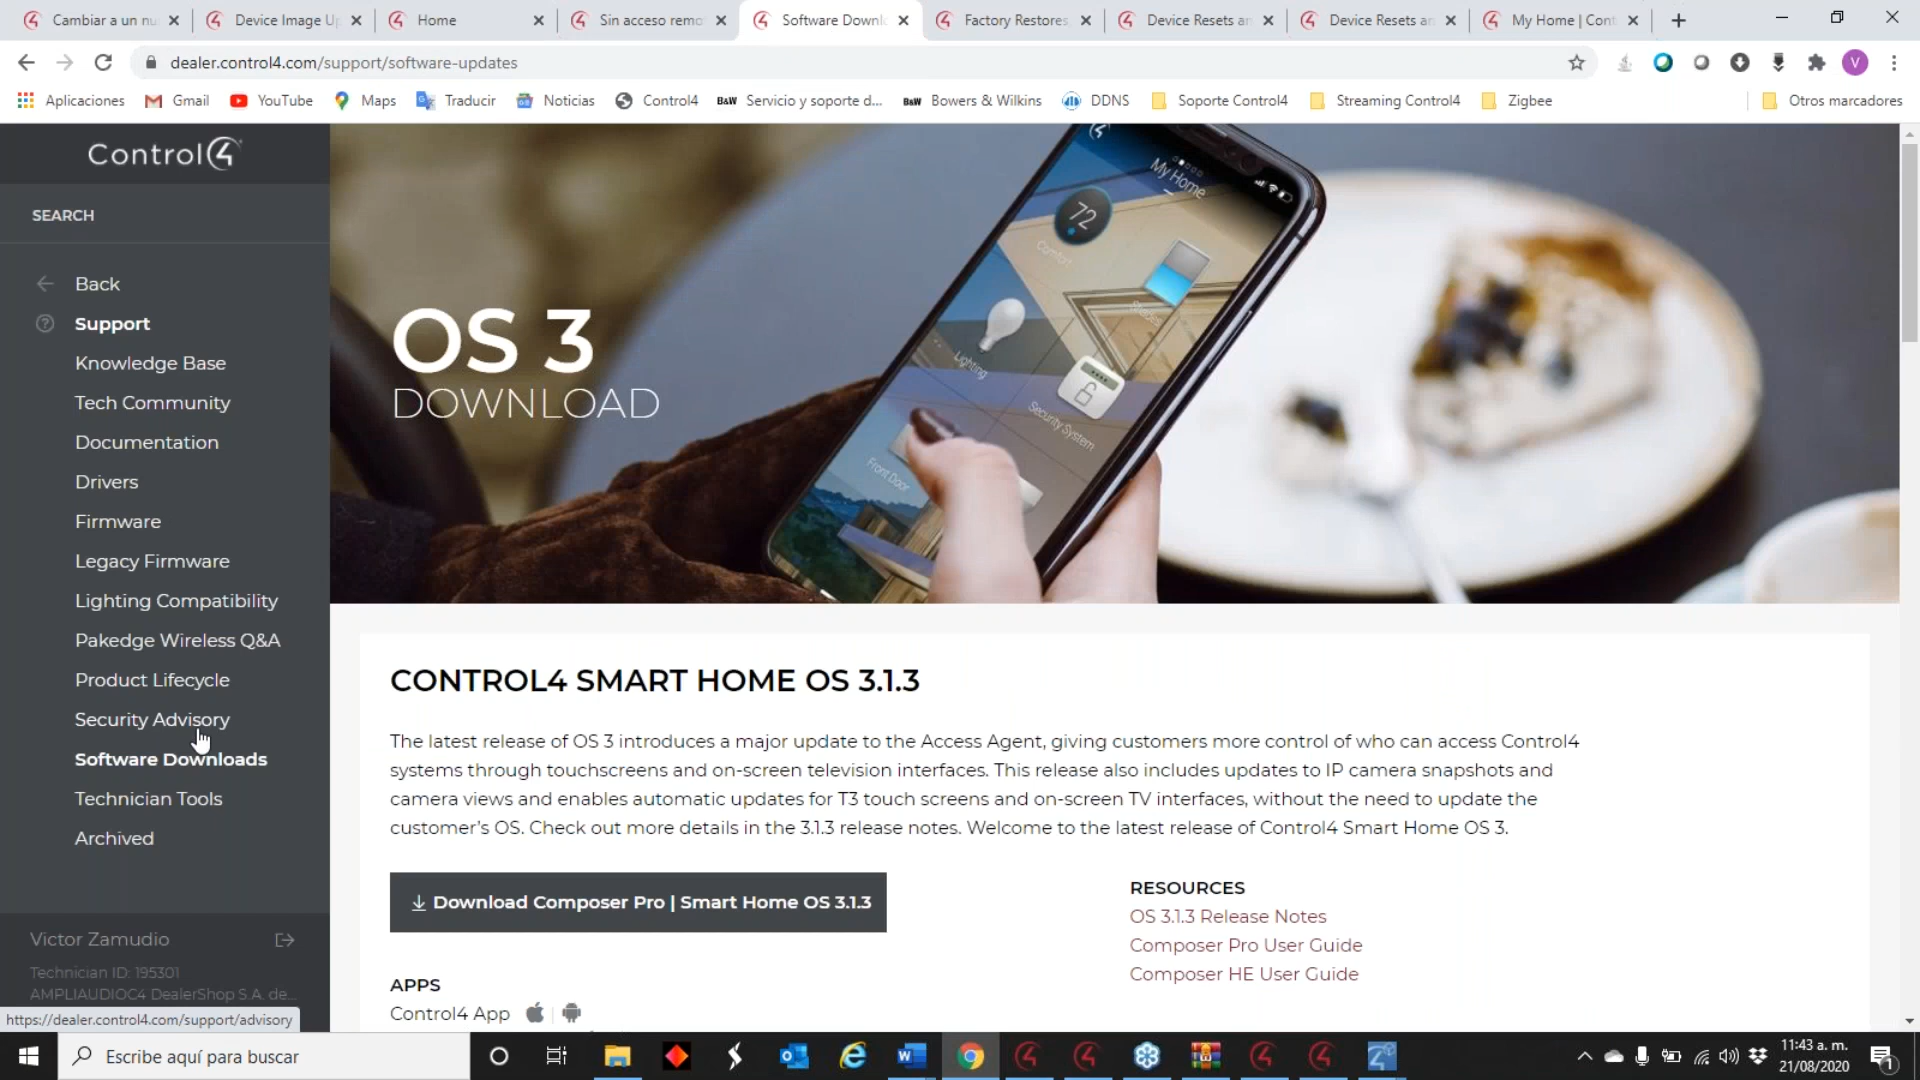 Cambiar a un nu
Device Image Up
Home
Sin acceso remo
Software Downl
Factory Restores
Device Resets an
Device Resets an
My Home | Cont
dealer.control4.com/support/software-updates
V
Aplicaciones
Gmail
YouTube
Maps
Traducir
Noticias
Control4
B&W
Servicio y soporte d...
B&W
Bowers & Wilkins
DDNS
Soporte Control4
Streaming Control4
Zigbee
Otros marcadores
Control4
SEARCH
Back
Support
Knowledge Base
Tech Community
Documentation
Drivers
Firmware
Legacy Firmware
Lighting Compatibility
Pakedge Wireless Q&A
Product Lifecycle
Security Advisory
Software Downloads
Technician Tools
Archived
Victor Zamudio
Technician ID: 195301
AMPLIAUDIOC4 DealerShop S.A. de...
https://dealer.control4.com/support/advisory
OS 3
DOWNLOAD
My Home
72
Comfort
Shades
Lighting
Security System
Front Door
CONTROL4 SMART HOME OS 3.1.3
The latest release of OS 3 introduces a major update to the Access Agent, giving customers more control of who can access Control4
systems through touchscreens and on-screen television interfaces. This release also includes updates to IP camera snapshots and
camera views and enables automatic updates for T3 touch screens and on-screen TV interfaces, without the need to update the
customer's OS. Check out more details in the 3.1.3 release notes. Welcome to the latest release of Control4 Smart Home OS 3.
Download Composer Pro | Smart Home OS 3.1.3
RESOURCES
OS 3.1.3 Release Notes
Composer Pro User Guide
Composer HE User Guide
APPS
Control4 App
Escribe aquí para buscar
11:43 a. m.
21/08/2020
1